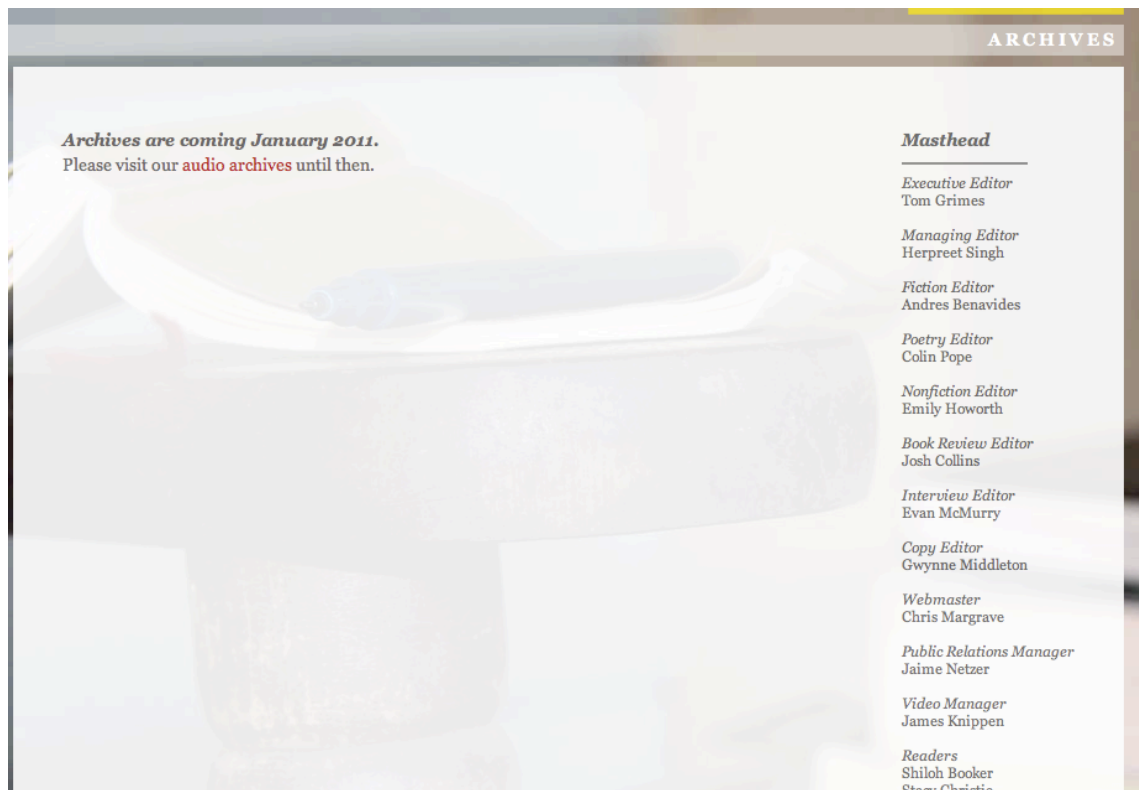 ARCHIVES
Archives are coming January 2011.
Please visit our audio archives until then.
Masthead
Executive Editor
Tom Grimes
Managing Editor
Herpreet Singh
Fiction Editor
Andres Benavides
Poetry Editor
Colin Pope
Nonfiction Editor
Emily Howorth
Book Review Editor
Josh Collins
Interview Editor
Evan McMurry
Copy Editor
Gwynne Middleton
Webmaster
Chris Margrave
Public Relations Manager
Jaime Netzer
Video Manager
James Knippen
Readers
Shiloh Booker
Stacy Christie